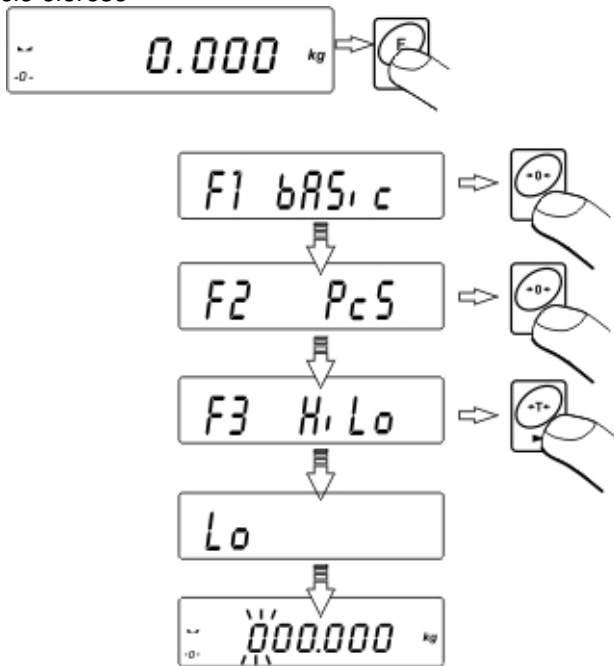 0.000 kg
-0-
F
F1 bASic
→0←
F2 PcS
→0←
F3 HiLo
→T←
Lo
000.000 kg
-0-